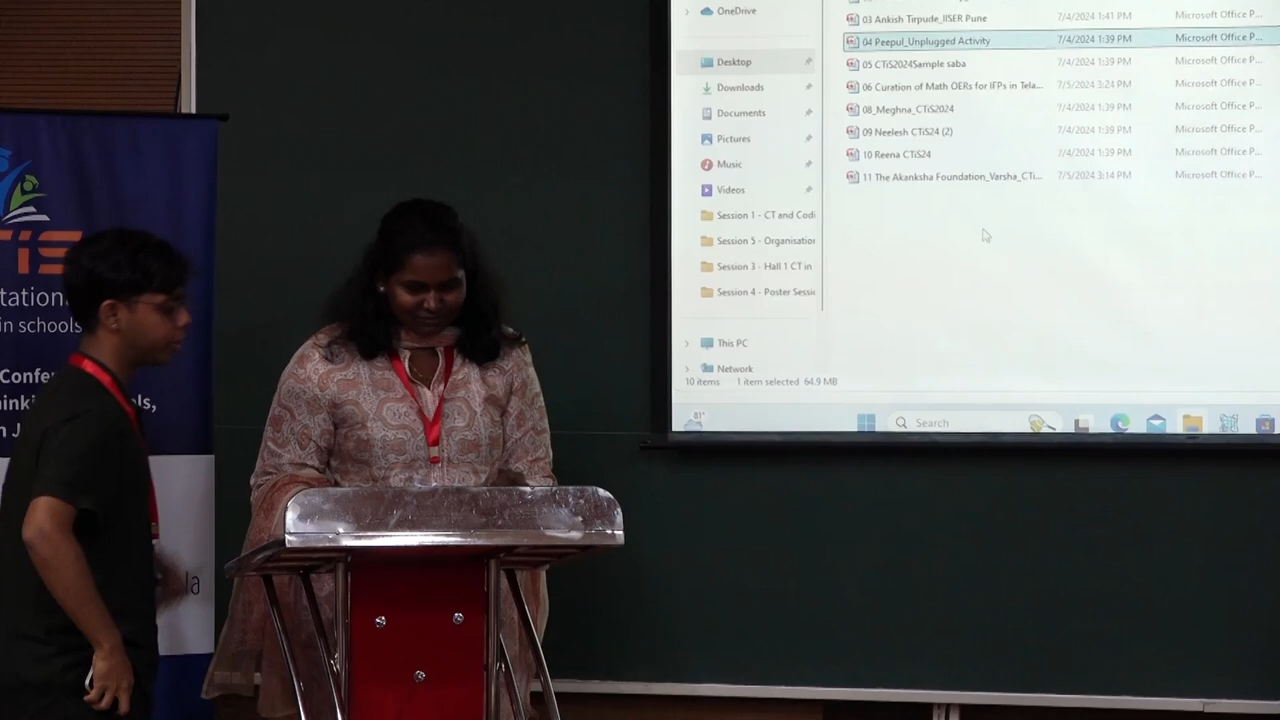 OneDrive
Desktop
Downloads
Documents
Pictures
Music
Videos
Session 1 - CT and Codi
Session 5 - Organisation
Session 3 - Hall 1 CT in
Session 4 - Poster Sessi
This PC
Network
10 items 1 item selected 64.9 MB
03 Ankish Tirpude_IISER Pune 7/4/2024 1:41 PM Microsoft Office P...
04 Peepul_Unplugged Activity 7/4/2024 1:39 PM Microsoft Office P...
05 CTiS2024Sample saba 7/4/2024 1:39 PM Microsoft Office P...
06 Curation of Math OERs for IFPs in Tela... 7/5/2024 3:24 PM Microsoft Office P...
08_Meghna_CTiS2024 7/4/2024 1:39 PM Microsoft Office P...
09 Neelesh CTiS24 (2) 7/4/2024 1:39 PM Microsoft Office P...
10 Reena CTiS24 7/4/2024 1:39 PM Microsoft Office P...
11 The Akanksha Foundation_Varsha_CTi... 7/5/2024 3:14 PM Microsoft Office P...
81°
Search
TiS
tation
in schools
Confe